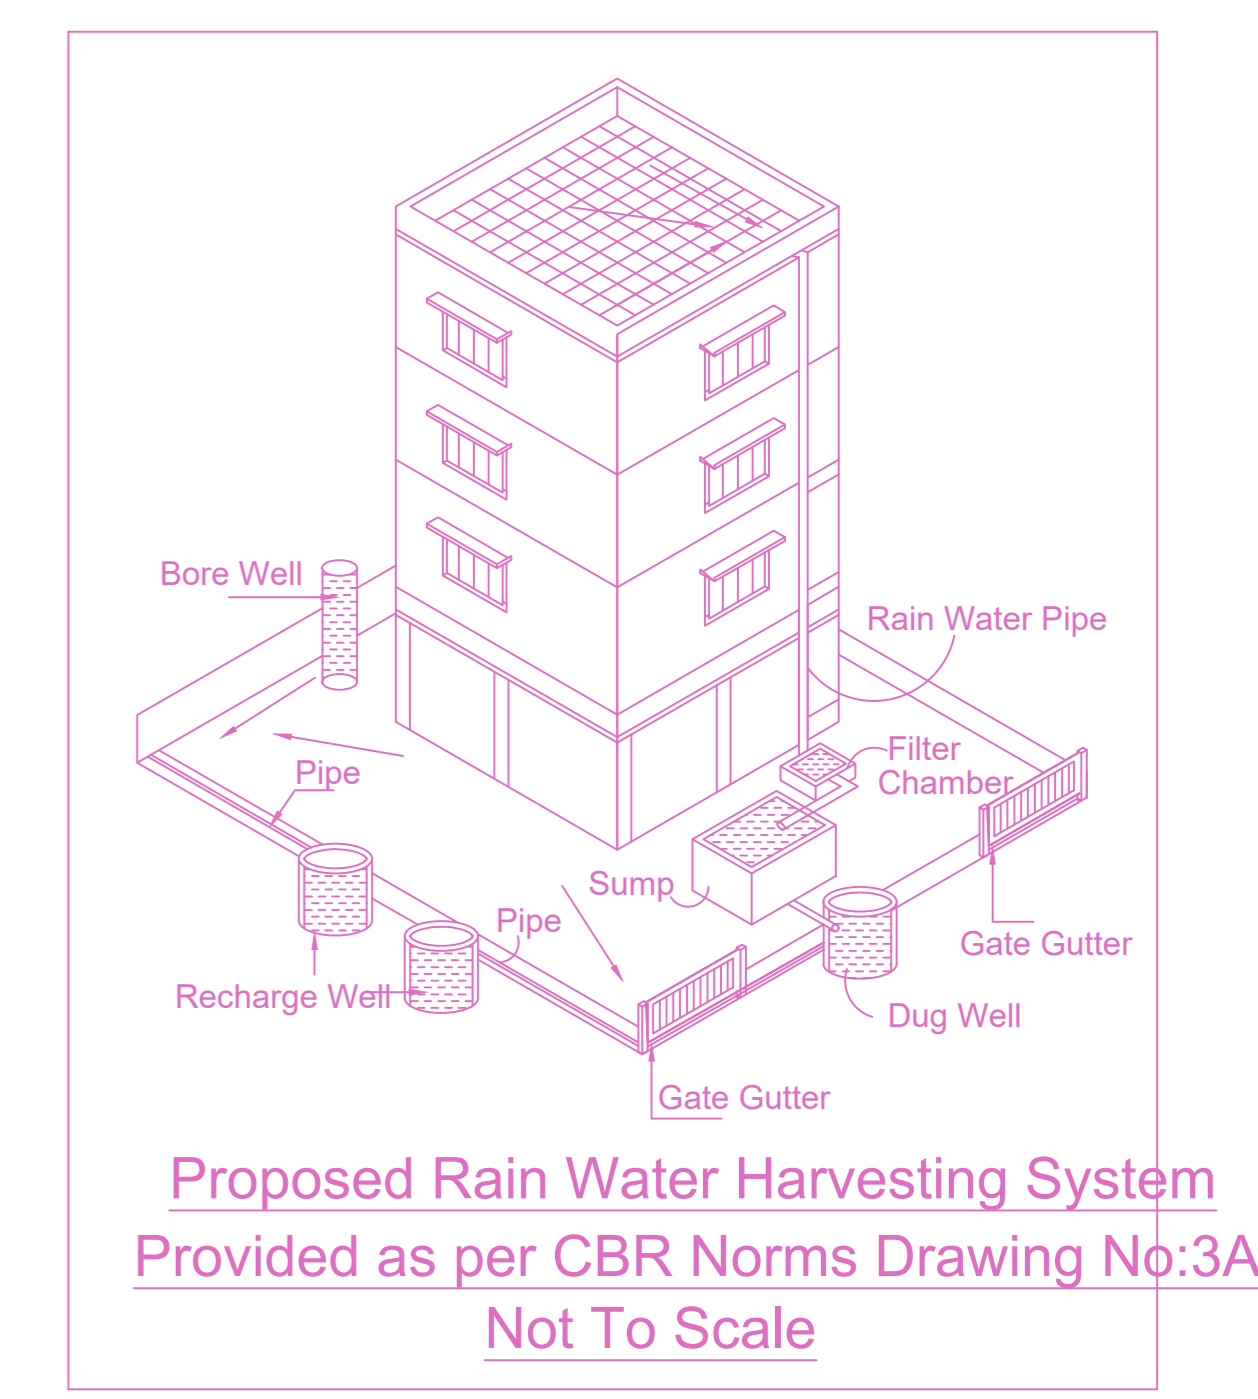 Bore Well
Rain Water Pipe
Filter
Chamber
Pipe
Sump
Pipe
Gate Gutter
Recharge Well
Dug Well
Gate Gutter
Proposed Rain Water Harvesting System
Provided as per CBR Norms Drawing No:3A
Not To Scale